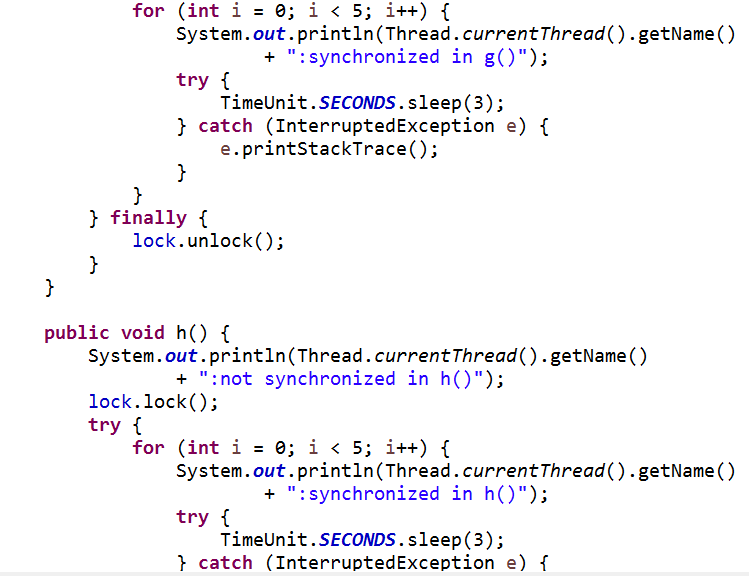 for (int i = 0; i < 5; i++) {
System.out.println(Thread.currentThread().getName()
+ ":synchronized in g()");
try {
TimeUnit.SECONDS.sleep(3);
} catch (InterruptedException e) {
e.printStackTrace();
}
}
} finally {
lock.unlock();
}
}
public void h() {
System.out.println(Thread.currentThread().getName()
+ ":not synchronized in h()");
lock.lock();
try {
for (int i = 0; i < 5; i++) {
System.out.println(Thread.currentThread().getName()
+ ":synchronized in h()");
try {
TimeUnit.SECONDS.sleep(3);
} catch (InterruptedException e) {